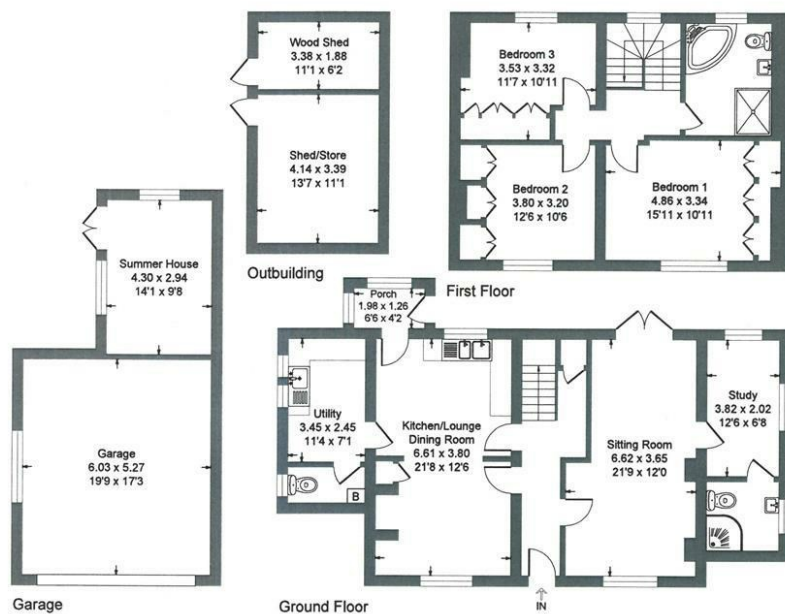 Wood Shed
3.38 x 1.88
11'1 x 6'2
Shed/Store
4.14 x 3.39
13'7 x 11'1
Outbuilding
Bedroom 3
3.53 x 3.32
11'7 x 10'11
Bedroom 2
3.80 x 3.20
12'6 x 10'6
Bedroom 1
4.86 x 3.34
15'11 x 10'11
First Floor
Summer House
4.30 x 2.94
14'1 x 9'8
Garage
6.03 x 5.27
19'9 x 17'3
Garage
Porch
1.98 x 1.26
6'6 x 4'2
Utility
3.45 x 2.45
11'4 x 7'1
B
Kitchen/Lounge
Dining Room
6.61 x 3.80
21'8 x 12'6
Sitting Room
6.62 x 3.65
21'9 x 12'0
Study
3.82 x 2.02
12'6 x 6'8
IN
Ground Floor